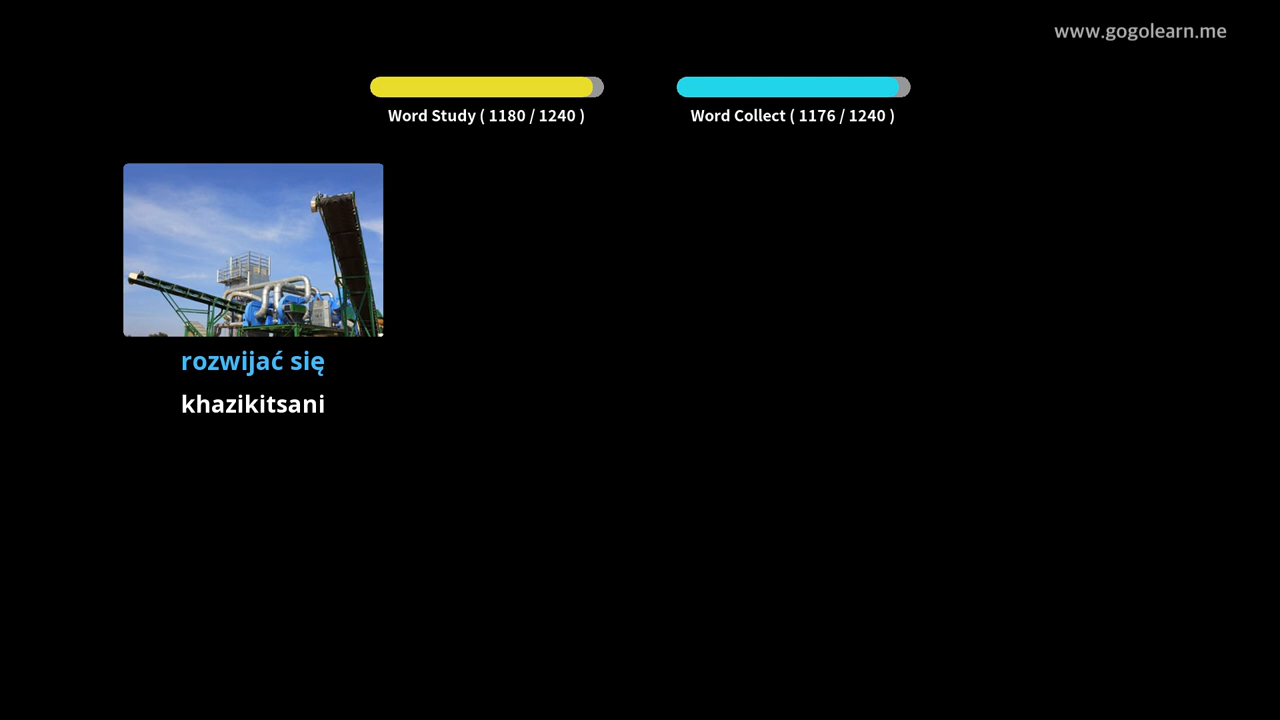 www.gogolearn.me
Word Study ( 1180 / 1240 )
Word Collect ( 1176 / 1240 )
rozwijać się
khazikitsani